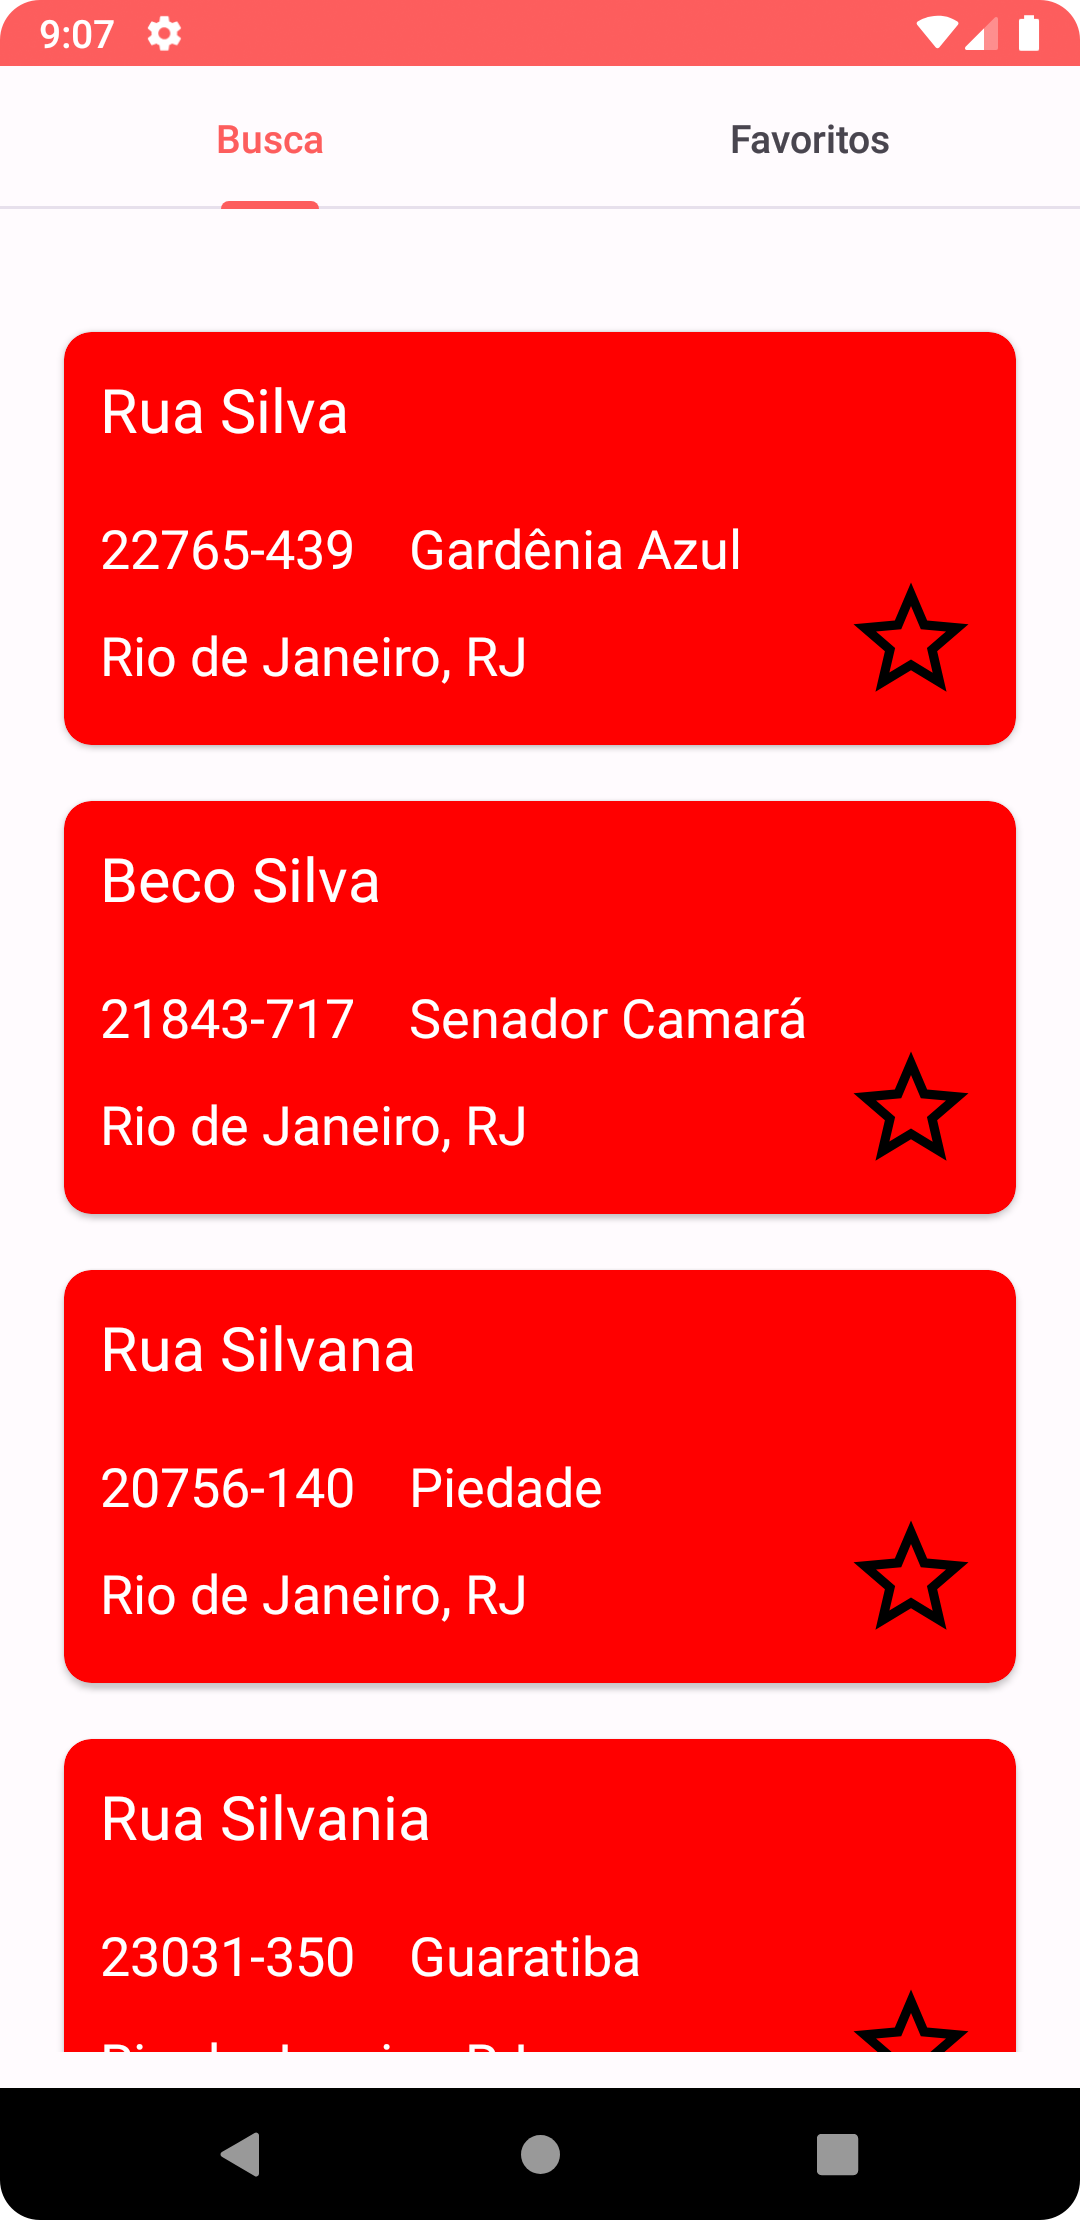 9:07
Busca Favoritos
Rua Silva
22765-439 Gardênia Azul
Rio de Janeiro, RJ
Beco Silva
21843-717 Senador Camará
Rio de Janeiro, RJ
Rua Silvana
20756-140 Piedade
Rio de Janeiro, RJ
Rua Silvania
23031-350 Guaratiba